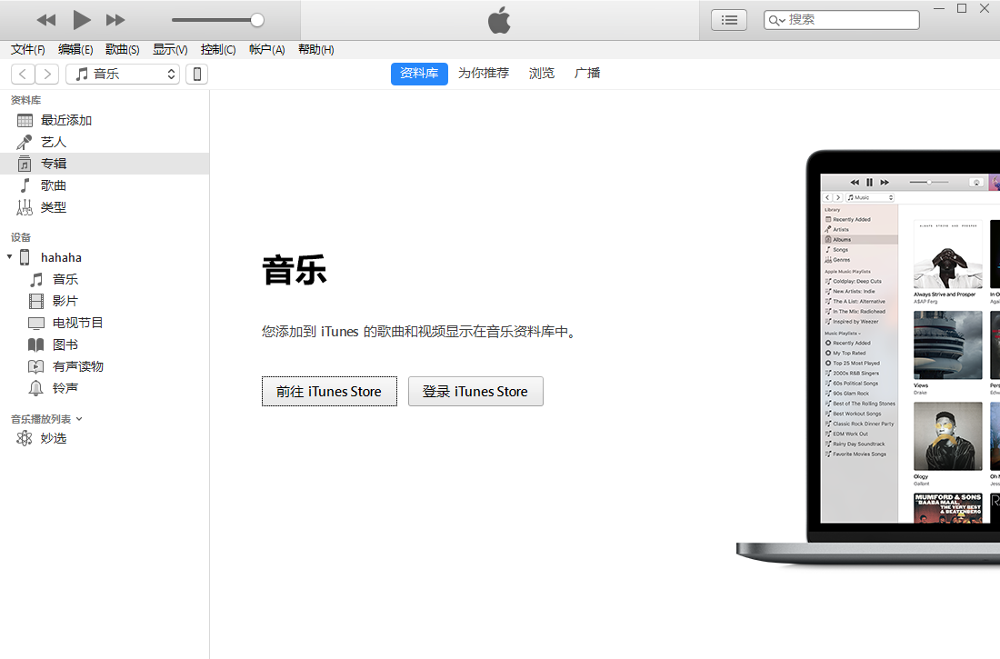 搜索
文件(F) 编辑(E) 歌曲(S) 显示(V) 控制(C) 帐户(A) 帮助(H)
音乐
资料库 为你推荐 浏览 广播
资料库
最近添加
艺人
专辑
歌曲
类型
设备
hahaha
音乐
影片
电视节目
图书
有声读物
铃声
音乐播放列表
妙选
音乐
您添加到 iTunes 的歌曲和视频显示在音乐资料库中。
前往 iTunes Store 登录 iTunes Store
Music
Library
Recently Added
Artists
Albums
Songs
Genres
Apple Music Playlists
Coldplay: Deep Cuts
New Artists: Indie
The A List: Alternative
In The Mix: Radiohead
Inspired by Weezer
Music Playlists
Recently Added
My Top Rated
Top 25 Most Played
2000s R&B Singers
60s Political Songs
90s Glam Rock
Best of The Rolling Stones
Best Workout Songs
Classic Rock Dinner Party
EDM Work Out
Rainy Day Soundtrack
Favorite Movies Songs
ALWAYS STRIVE AND PROSPER
Always Strive and Prosper
A$AP Ferg
Views
Drake
Ology
Gallant
MUMFORD & SONS
BAABA MAAL,
THE VERY BEST
& BEATENBERG